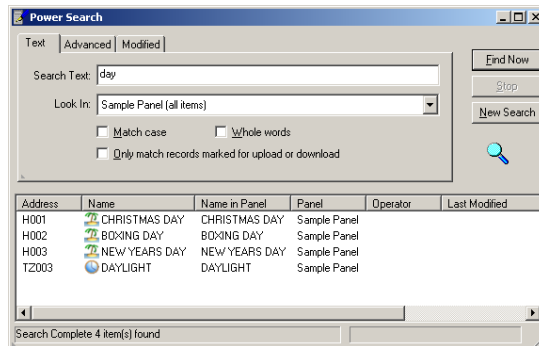 Power Search
Text Advanced Modified
Search Text: day
Look In: Sample Panel (all items)
Match case Whole words
Only match records marked for upload or download
Find Now
Stop
New Search
Address Name Name in Panel Panel Operator Last Modified
H001 CHRISTMAS DAY CHRISTMAS DAY Sample Panel
H002 BOXING DAY BOXING DAY Sample Panel
H003 NEW YEARS DAY NEW YEARS DAY Sample Panel
TZ003 DAYLIGHT DAYLIGHT Sample Panel
Search Complete 4 item(s) found